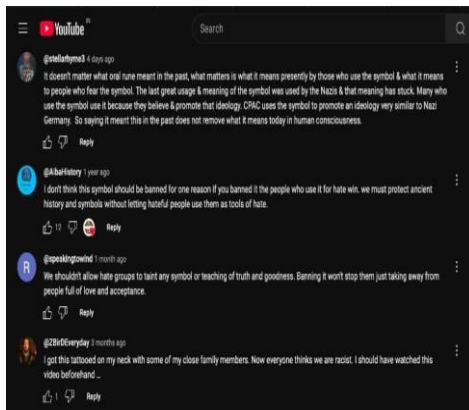 YouTube IN
Search
@stellarhyme3 4 days ago
It doesn't matter what oral rune meant in the past, what matters is what it means presently by those who use the symbol & what it means
to people who fear the symbol. The last great usage & meaning of the symbol was used by the Nazis & that meaning has stuck. Many who
use the symbol use it because they believe & promote that ideology. CPAC uses the symbol to promote an ideology very similar to Nazi
Germany. So saying it meant this in the past does not remove what it means today in human consciousness.
Reply
@AlbaHistory 1 year ago
I don't think this symbol should be banned for one reason if you banned it the people who use it for hate win. we must protect ancient
history and symbols without letting hateful people use them as tools of hate.
12 Reply
R
@speakingtowind 1 month ago
We shouldn't allow hate groups to taint any symbol or teaching of truth and goodness. Banning it won't stop them just taking away from
people full of love and acceptance.
Reply
@ZBirDEveryday 3 months ago
I got this tattooed on my neck with some of my close family members. Now everyone thinks we are racist. I should have watched this
video beforehand ...
1 Reply